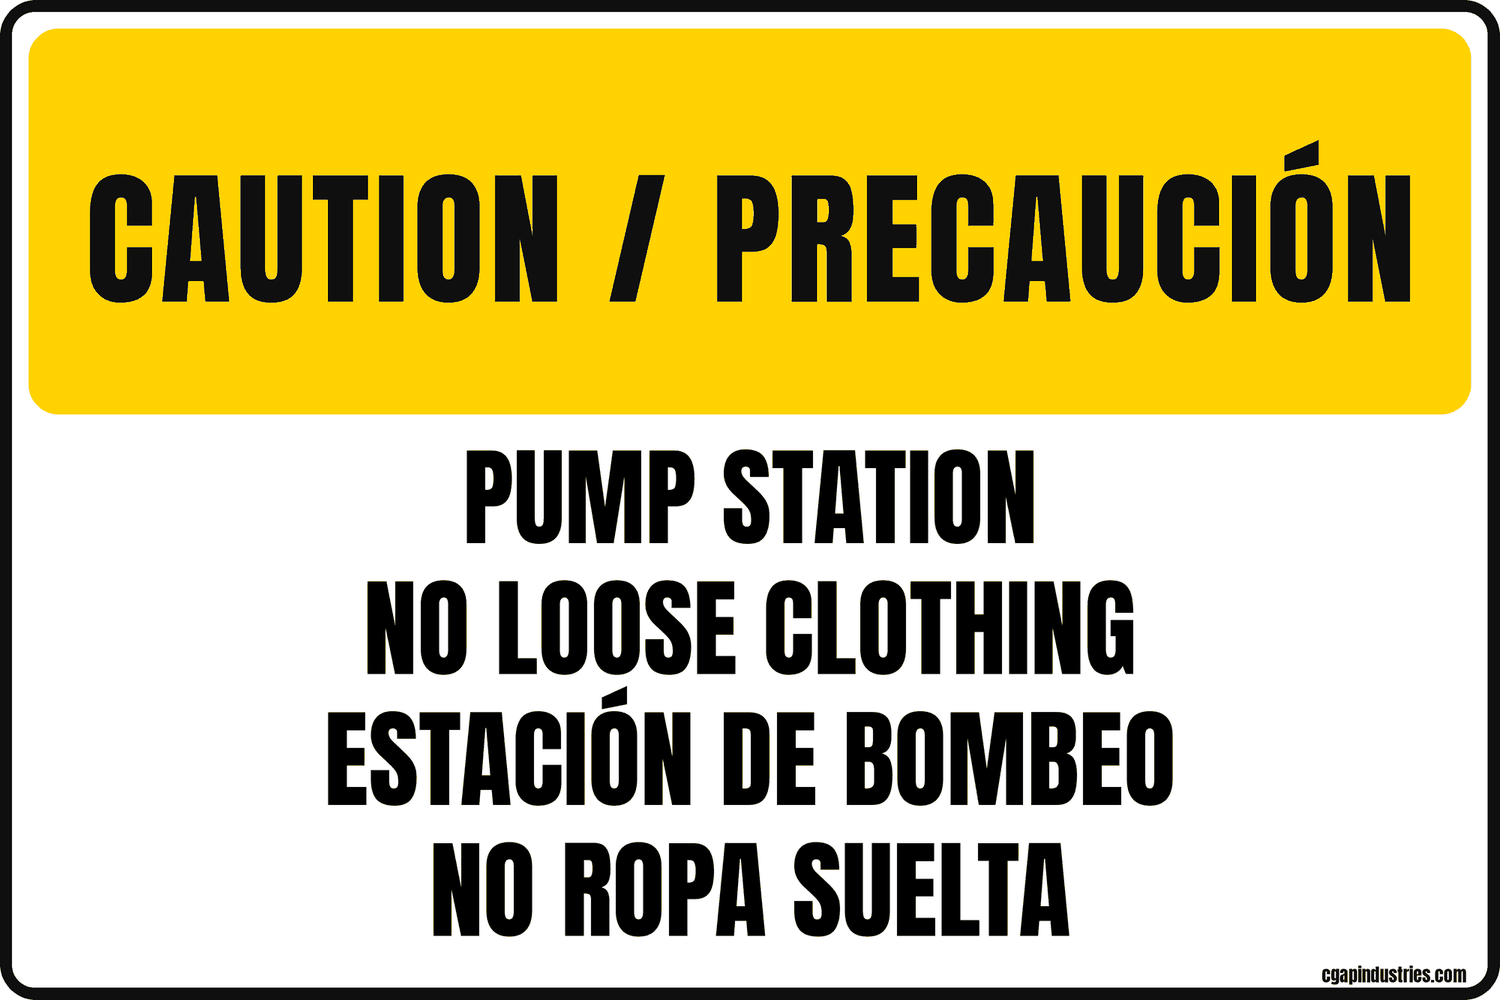 CAUTION / PRECAUCIÓN
PUMP STATION
NO LOOSE CLOTHING
ESTACIÓN DE BOMBEO
NO ROPA SUELTA
cgapindustries.com